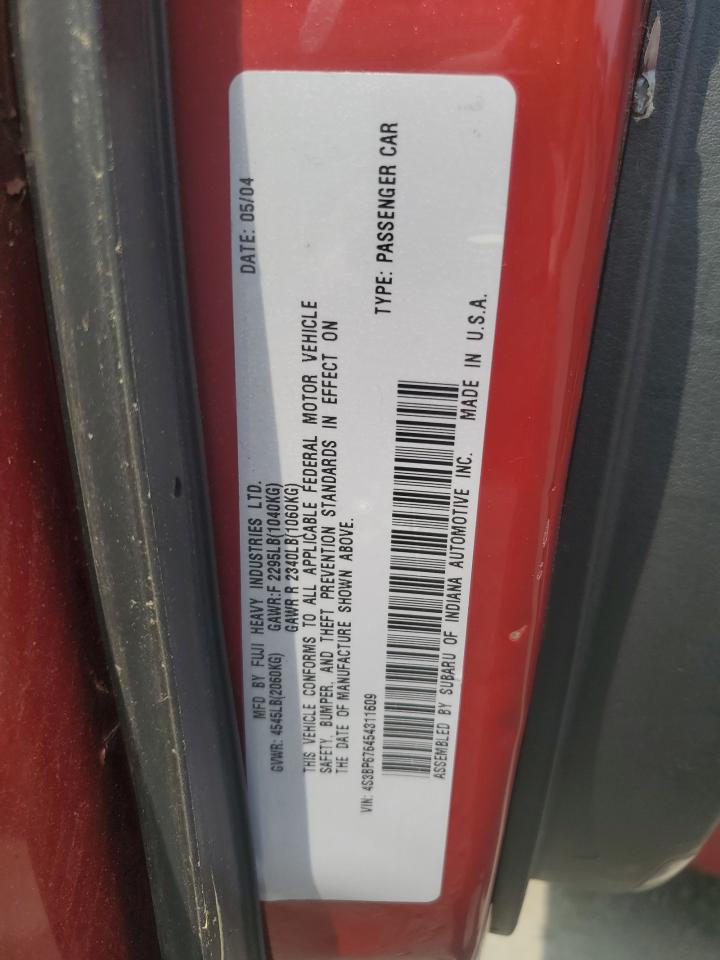 MFD BY FUJI HEAVY INDUSTRIES LTD. DATE: 05/04
GVWR: 4545LB(2060KG) GAWR:F 2295LB(1040KG)
GAWR:R 2340LB(1060KG)
THIS VEHICLE CONFORMS TO ALL APPLICABLE FEDERAL MOTOR VEHICLE
SAFETY, BUMPER, AND THEFT PREVENTION STANDARDS IN EFFECT ON
THE DATE OF MANUFACTURE SHOWN ABOVE.
VIN: 4S3BP676454311609 TYPE: PASSENGER CAR
ASSEMBLED BY SUBARU OF INDIANA AUTOMOTIVE INC. MADE IN U.S.A.